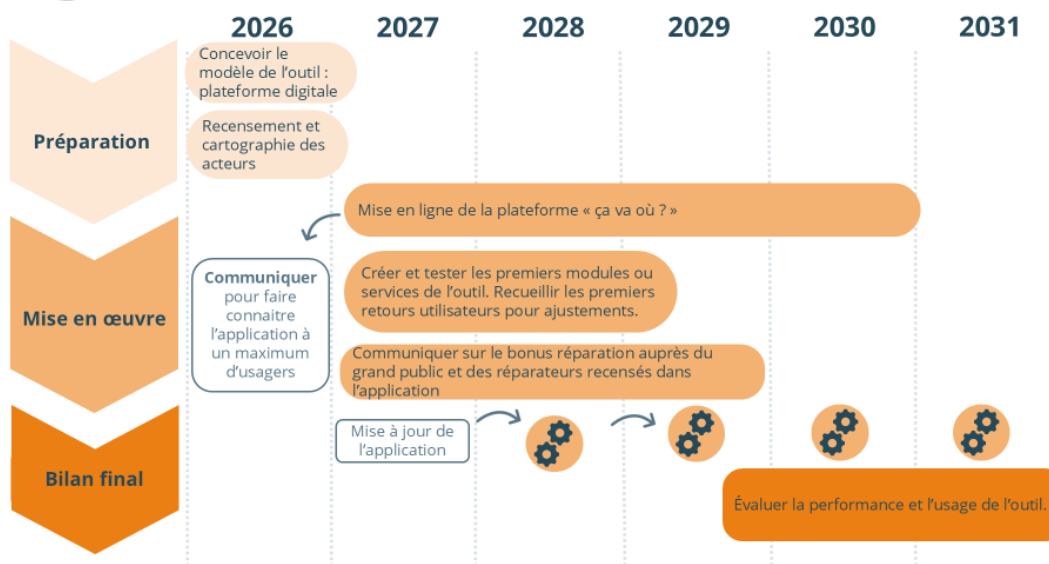 2026 2027 2028 2029 2030 2031
Préparation
Concevoir le
modèle de l'outil :
plateforme digitale
Recensement et
cartographie des
acteurs
Mise en œuvre
Mise en ligne de la plateforme « ça va où ? »
Communiquer
pour faire
connaitre
l'application à
un maximum
d'usagers
Créer et tester les premiers modules ou
services de l'outil. Recueillir les premiers
retours utilisateurs pour ajustements.
Communiquer sur le bonus réparation auprès du
grand public et des réparateurs recensés dans
l'application
Mise à jour de
l'application
Bilan final
Évaluer la performance et l'usage de l'outil.